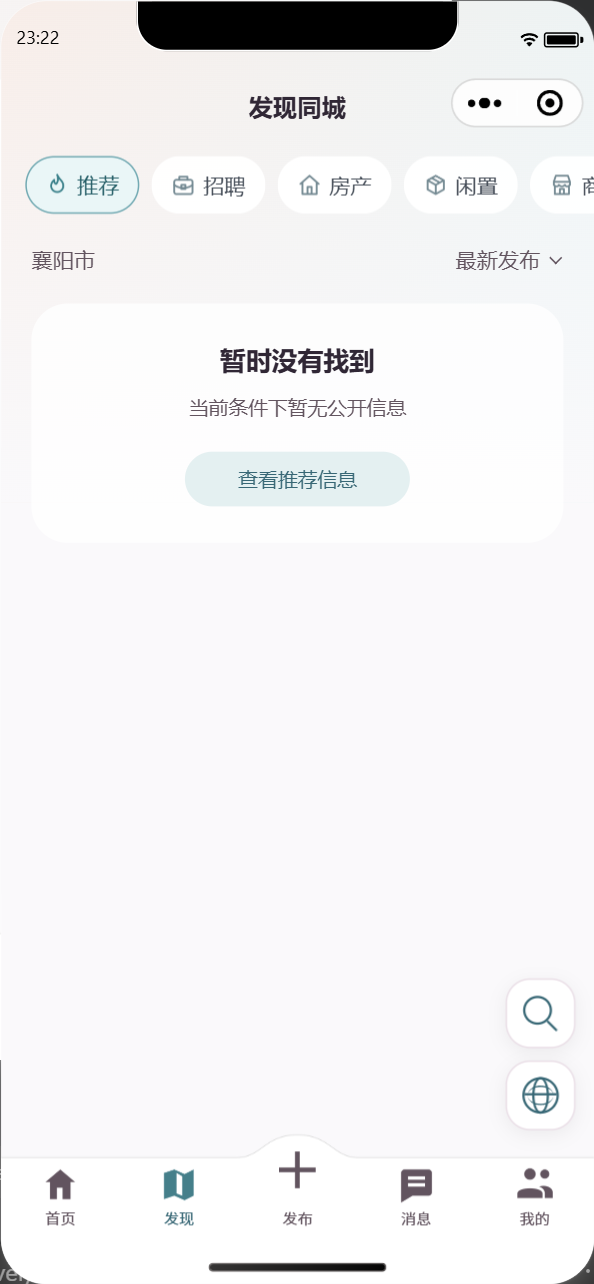 23:22
发现同城
推荐 招聘 房产 闲置
襄阳市 最新发布
暂时没有找到
当前条件下暂无公开信息
查看推荐信息
首页 发现 发布 消息 我的